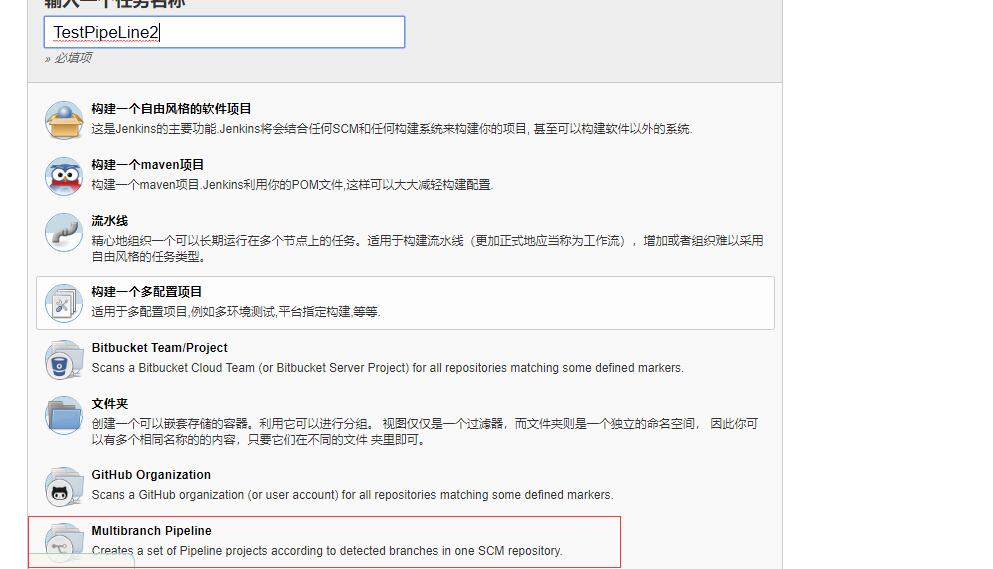 输入一个任务名称
TestPipeLine2
» 必填项
构建一个自由风格的软件项目
这是Jenkins的主要功能.Jenkins将会结合任何SCM和任何构建系统来构建你的项目, 甚至可以构建软件以外的系统.
构建一个maven项目
构建一个maven项目.Jenkins利用你的POM文件,这样可以大大减轻构建配置.
流水线
精心地组织一个可以长期运行在多个节点上的任务。适用于构建流水线（更加正式地应当称为工作流），增加或者组织难以采用
自由风格的任务类型。
构建一个多配置项目
适用于多配置项目,例如多环境测试,平台指定构建,等等.
Bitbucket Team/Project
Scans a Bitbucket Cloud Team (or Bitbucket Server Project) for all repositories matching some defined markers.
文件夹
创建一个可以嵌套存储的容器。利用它可以进行分组。 视图仅仅是一个过滤器，而文件夹则是一个独立的命名空间， 因此你可
以有多个相同名称的的内容，只要它们在不同的文件 夹里即可。
GitHub Organization
Scans a GitHub organization (or user account) for all repositories matching some defined markers.
Multibranch Pipeline
Creates a set of Pipeline projects according to detected branches in one SCM repository.